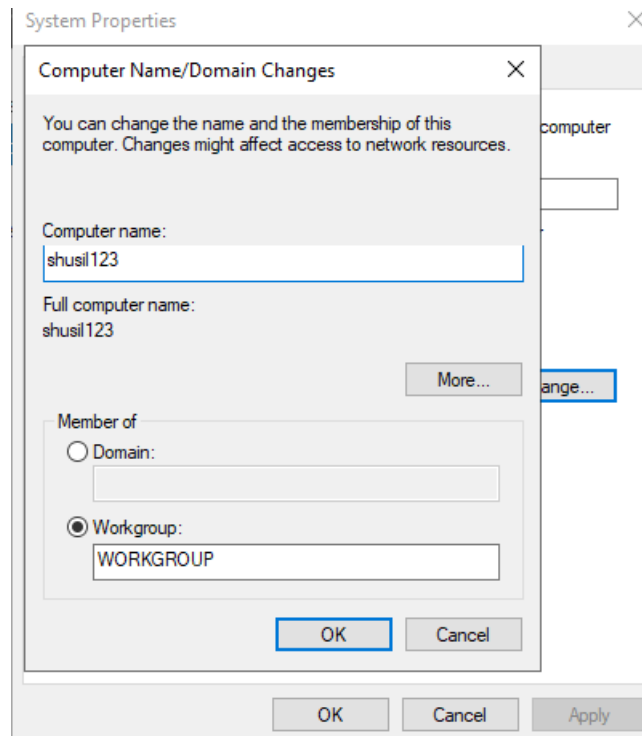 System Properties
Computer Name/Domain Changes
You can change the name and the membership of this
computer. Changes might affect access to network resources.
computer
Computer name:
shusil123
Full computer name:
shusil123
More...
ange...
Member of
Domain:
Workgroup:
WORKGROUP
OK
Cancel
OK
Cancel
Apply